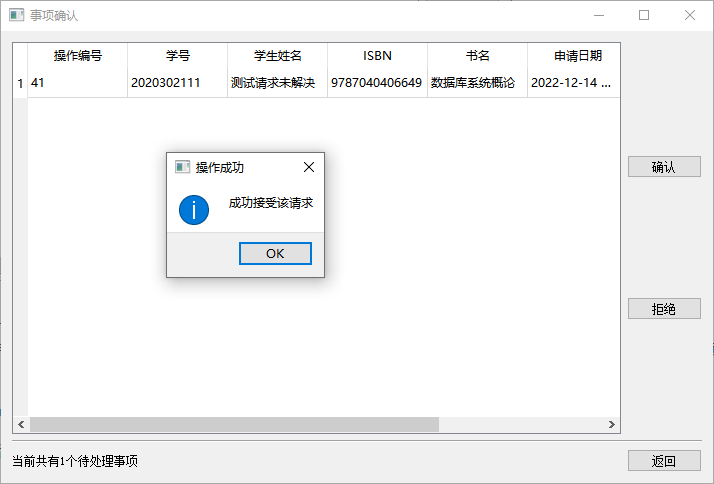 事项确认
操作编号 学号 学生姓名 ISBN 书名 申请日期
1 41 2020302111 测试请求未解决 9787040406649 数据库系统概论 2022-12-14 ...
操作成功
成功接受该请求
OK
确认
拒绝
当前共有1个待处理事项
返回